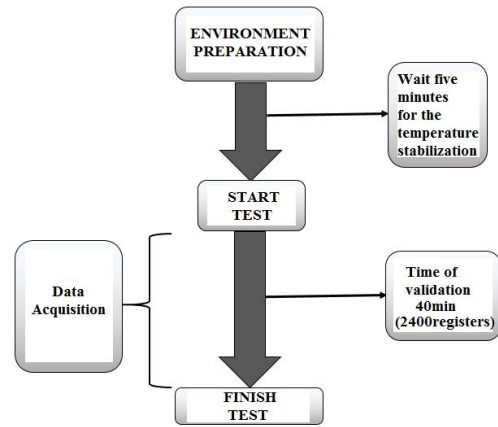 ENVIRONMENT
PREPARATION
Wait five
minutes
for the
temperature
stabilization
START
TEST
Data
Acquisition
Time of
validation
40min
(2400registers)
FINISH
TEST